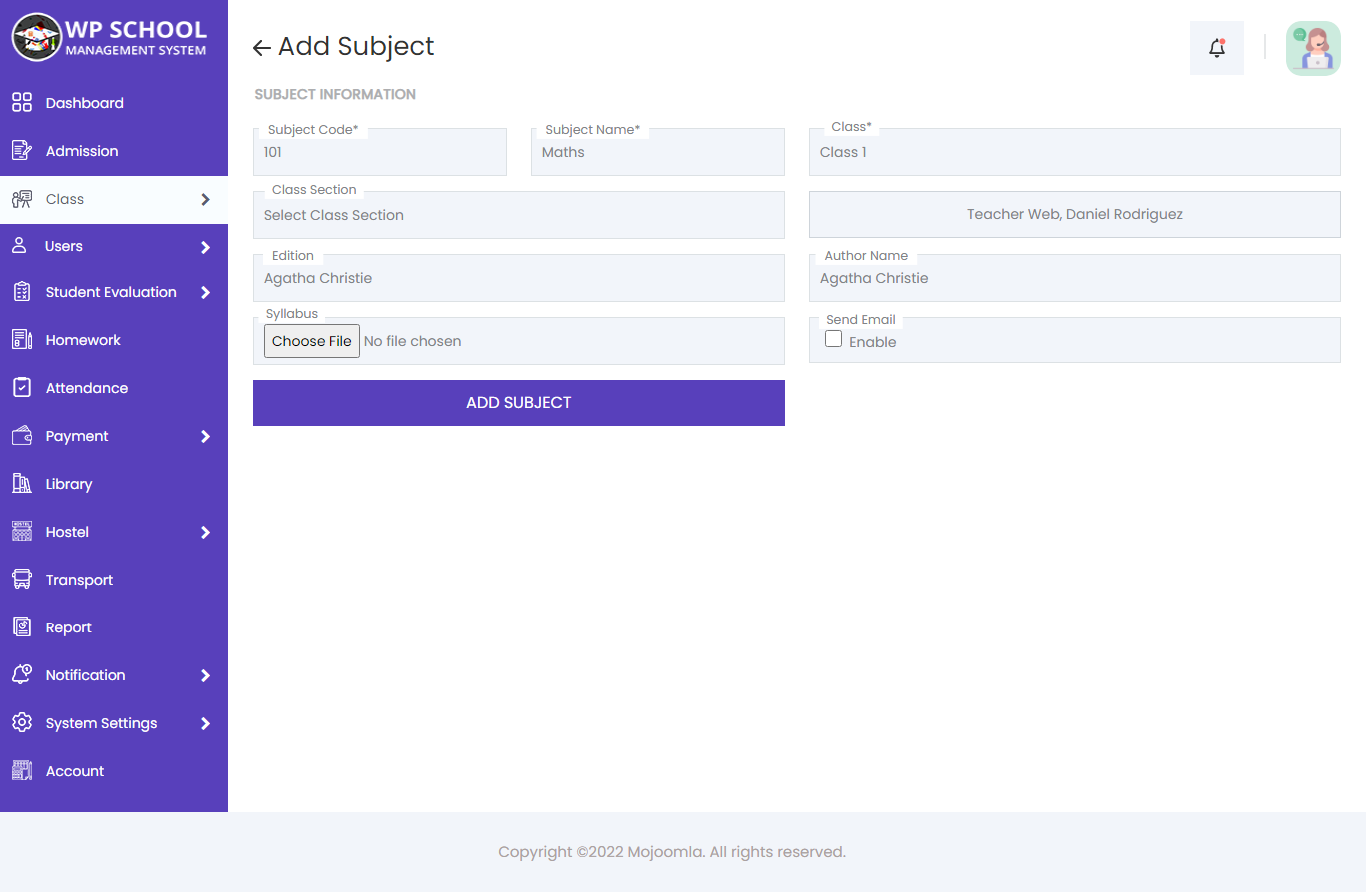 WP SCHOOL
MANAGEMENT SYSTEM
Dashboard
Admission
Class
Users
Student Evaluation
Homework
Attendance
Payment
Library
HOSTEL
Hostel
Transport
Report
Notification
System Settings
Account
Add Subject
SUBJECT INFORMATION
Subject Code*
101
Subject Name*
Maths
Class*
Class 1
Class Section
Select Class Section
Teacher Web, Daniel Rodriguez
Edition
Agatha Christie
Author Name
Agatha Christie
Syllabus
Choose File No file chosen
Send Email
Enable
ADD SUBJECT
Copyright ©2022 Mojoomla. All rights reserved.